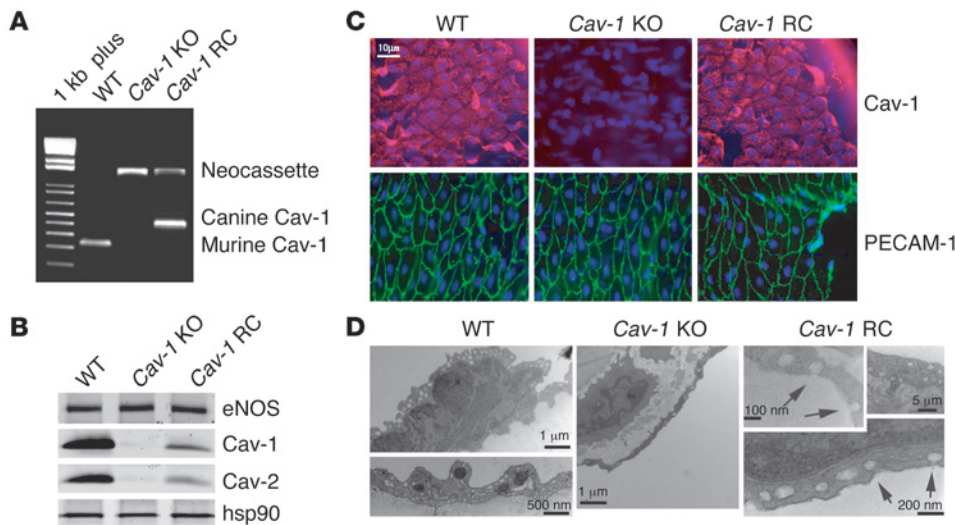 A
1 kb plus
WT
Cav-1 KO
Cav-1 RC
Neocassette
Canine Cav-1
Murine Cav-1
B
WT
Cav-1 KO
Cav-1 RC
eNOS
Cav-1
Cav-2
hsp90
C
WT
Cav-1 KO
Cav-1 RC
10µm
Cav-1
PECAM-1
D
WT
Cav-1 KO
Cav-1 RC
1 µm
500 nm
1 µm
100 nm
5 µm
200 nm